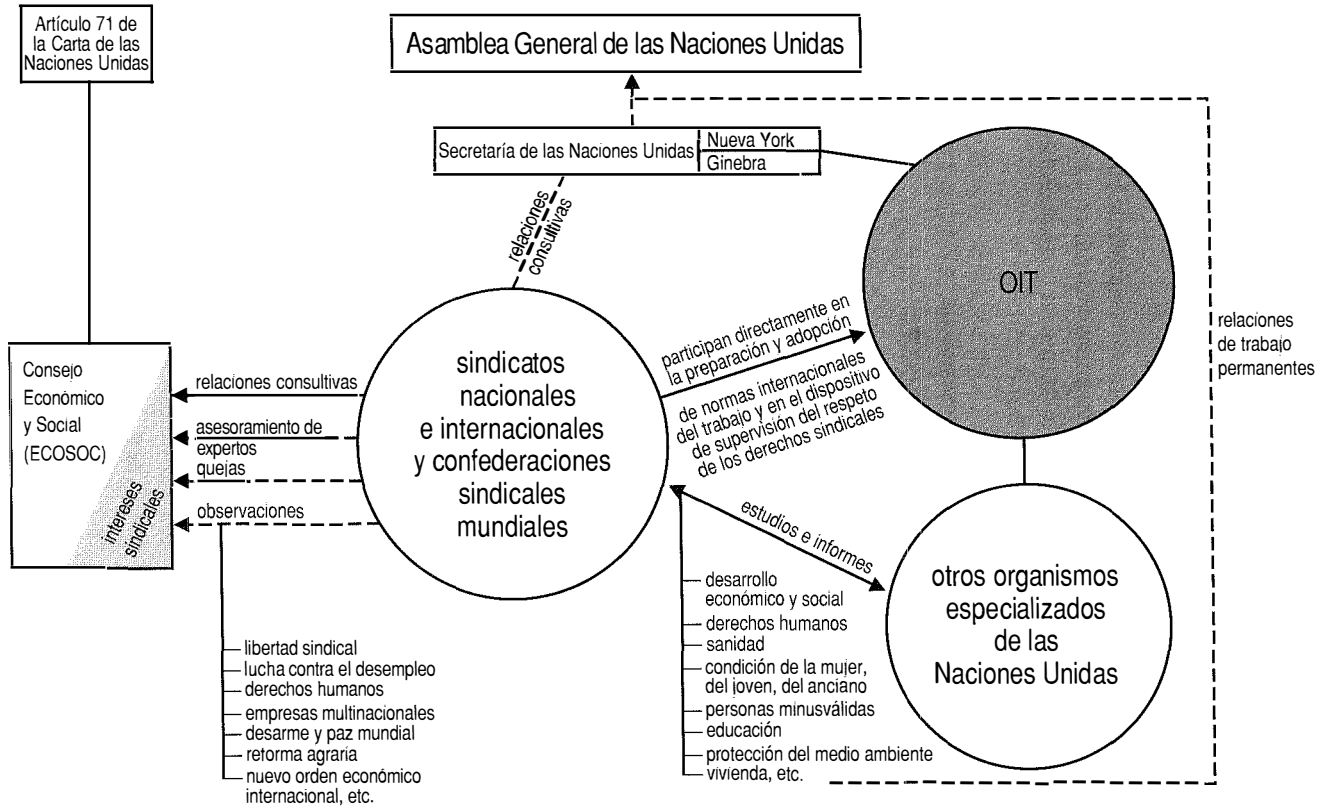 Artículo 71 de
la Carta de las
Naciones Unidas
Asamblea General de las Naciones Unidas
Secretaría de las Naciones Unidas
Nueva York
Ginebra
relaciones
consultivas
OIT
relaciones
de trabajo
permanentes
participan directamente en
la preparación y adopción
de normas internacionales
del trabajo y en el dispositivo
de supervisión del respeto
de los derechos sindicales
Consejo
Económico
y Social
(ECOSOC)
intereses
sindicales
relaciones consultivas
asesoramiento de
expertos
quejas
observaciones
sindicatos
nacionales
e internacionales
y confederaciones
sindicales
mundiales
estudios e informes
otros organismos
especializados
de las
Naciones Unidas
libertad sindical
lucha contra el desempleo
derechos humanos
empresas multinacionales
desarme y paz mundial
retorma agraria
nuevo orden económico
internacional, etc.
desarrollo
económico y social
derechos humanos
sanidad
condición de la mujer,
del joven, del anciano
personas minusválidas
educación
protección del medio ambiente
vivienda, etc.